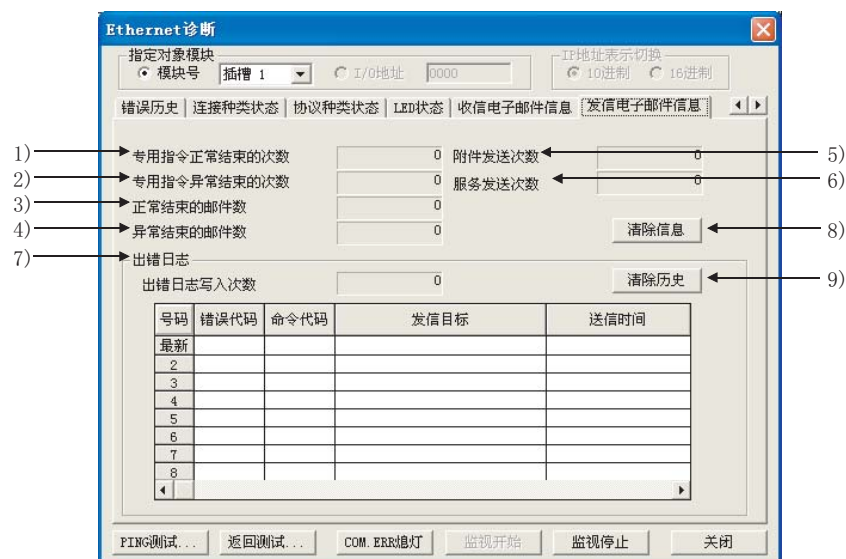 Ethernet诊断
指定对象模块
模块号 插槽 1 I/O地址 0000
IP地址表示切换
10进制 16进制
错误历史 连接种类状态 协议种类状态 LED状态 收信电子邮件信息 发信电子邮件信息
1) 专用指令正常结束的次数 0 附件发送次数 0 5)
2) 专用指令异常结束的次数 0 服务发送次数 0 6)
3) 正常结束的邮件数 0
4) 异常结束的邮件数 0 清除信息 8)
7) 出错日志
出错日志写入次数 0 清除历史 9)
号码 错误代码 命令代码 发信目标 送信时间
最新
2
3
4
5
6
7
8
PING测试... 返回测试... COM.ERR熄灯 监视开始 监视停止 关闭